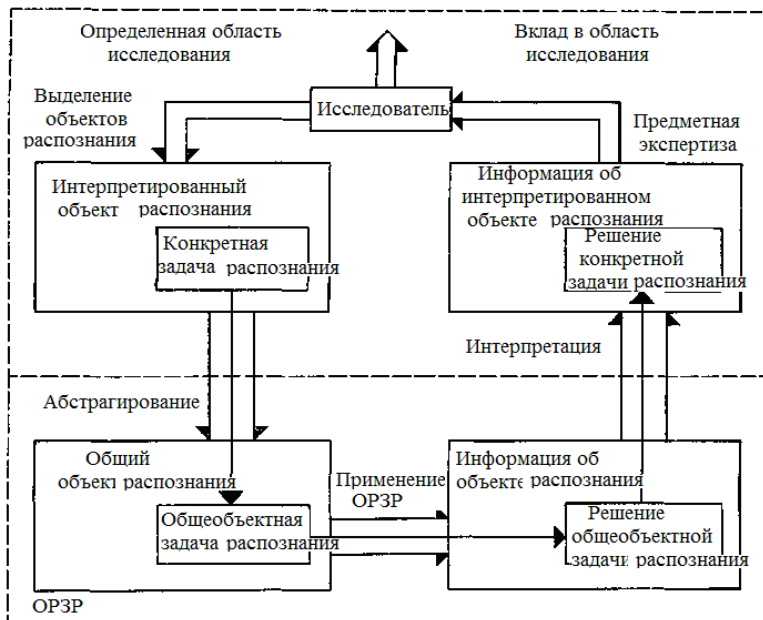 Определенная область
исследования
Вклад в область
исследования
Исследователь
Выделение
объектов
распознания
Предметная
экспертиза
Интерпретированный
объект распознания
Конкретная
задача распознания
Информация об
интерпретированном
объекте распознания
Решение
конкретной
задачи распознания
Интерпретация
Абстрагирование
Общий
объект распознания
Общеобъектная
задача распознания
Применение
ОРЗР
Информация об
объекте распознания
Решение
общеобъектной
задачи распознания
ОРЗР